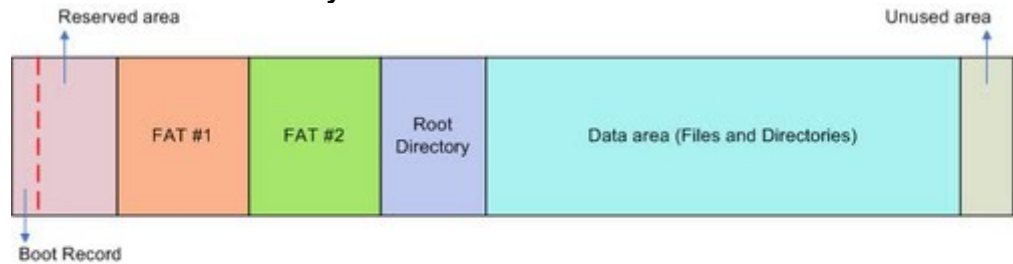 Reserved area
Unused area
FAT #1
FAT #2
Root
Directory
Data area (Files and Directories)
Boot Record